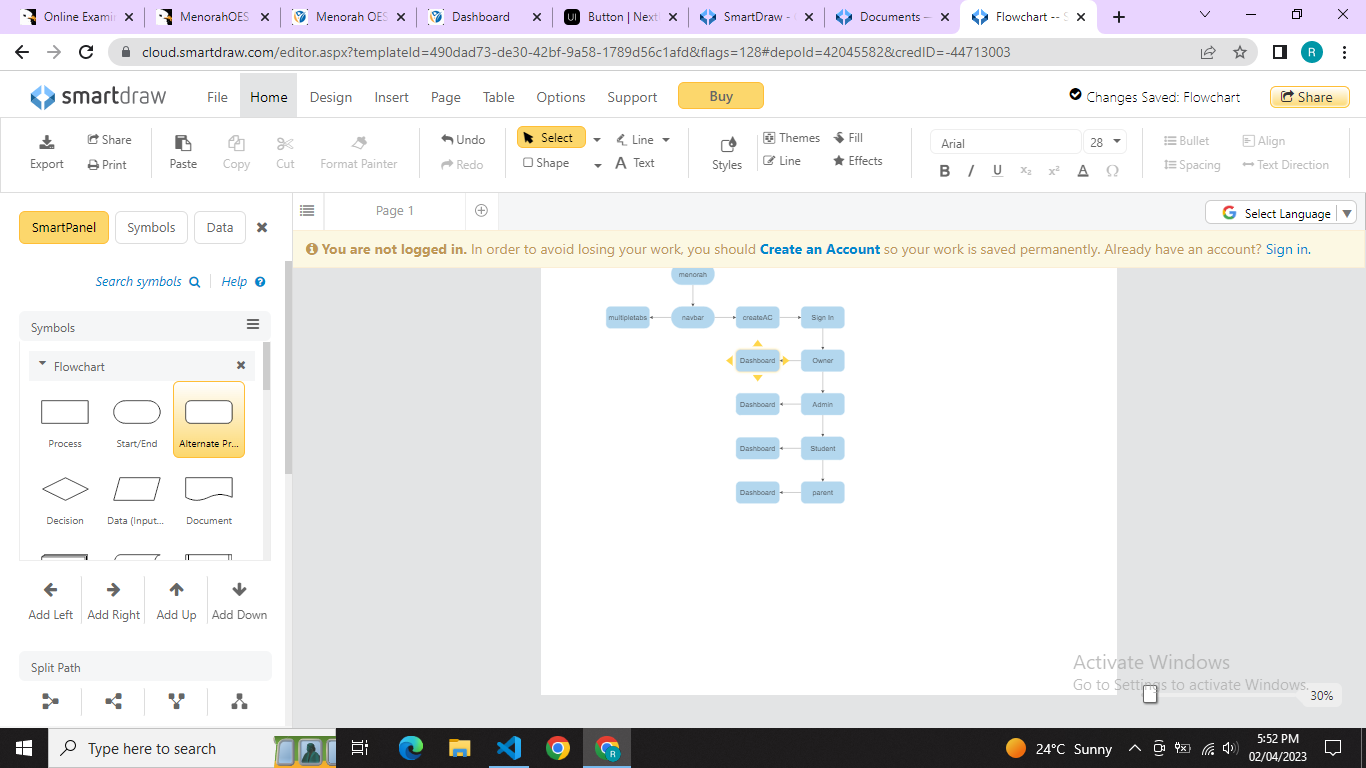 Online Examin
MenorahOES
Menorah OES
Dashboard
Button | Next
SmartDraw -
Documents –
Flowchart -- S
cloud.smartdraw.com/editor.aspx?templateId=490dad73-de30-42bf-9a58-1789d56c1afd&flags=128#depoId=42045582&credID=-44713003
R
smartdraw
File
Home
Design
Insert
Page
Table
Options
Support
Buy
Changes Saved: Flowchart
Share
Export
Share
Print
Paste
Copy
Cut
Format Painter
Undo
Redo
Select
Shape
Line
Text
Styles
Themes
Line
Fill
Effects
Arial
28
B I U x₂ x² A Ω
Bullet
Spacing
Align
Text Direction
SmartPanel
Symbols
Data
Page 1
G Select Language
You are not logged in. In order to avoid losing your work, you should Create an Account so your work is saved permanently. Already have an account? Sign in.
Search symbols
Help ?
Symbols
Flowchart
Process
Start/End
Alternate Pr...
Decision
Data (Input...
Document
Add Left
Add Right
Add Up
Add Down
Split Path
menorah
multipletabs
navbar
createAC
Sign In
Dashboard
Owner
Dashboard
Admin
Dashboard
Student
Dashboard
parent
Activate Windows
Go to Settings to activate Windows.
30%
Type here to search
R
24°C Sunny
5:52 PM
02/04/2023